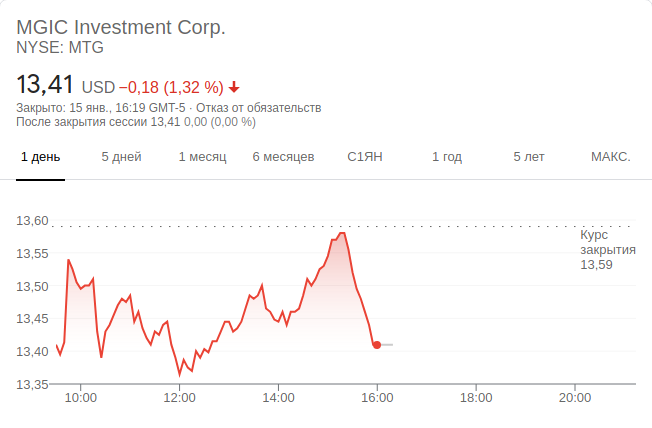 MGIC Investment Corp.
NYSE: MTG
13,41 USD −0,18 (1,32 %)
Закрыто: 15 янв., 16:19 GMT-5 · Отказ от обязательств
После закрытия сессии 13,41 0,00 (0,00 %)
1 день 5 дней 1 месяц 6 месяцев С1ЯН 1 год 5 лет МАКС.
13,60
Курс
закрытия
13,59
13,55
13,50
13,45
13,40
13,35
10:00 12:00 14:00 16:00 18:00 20:00